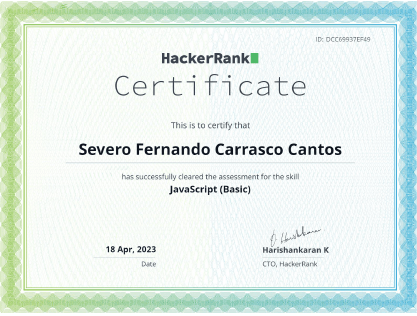 ID: DCC69937EF49
HackerRank
Certificate
This is to certify that
Severo Fernando Carrasco Cantos
has successfully cleared the assessment for the skill
JavaScript (Basic)
18 Apr, 2023
Date
Harishankaran K
CTO, HackerRank